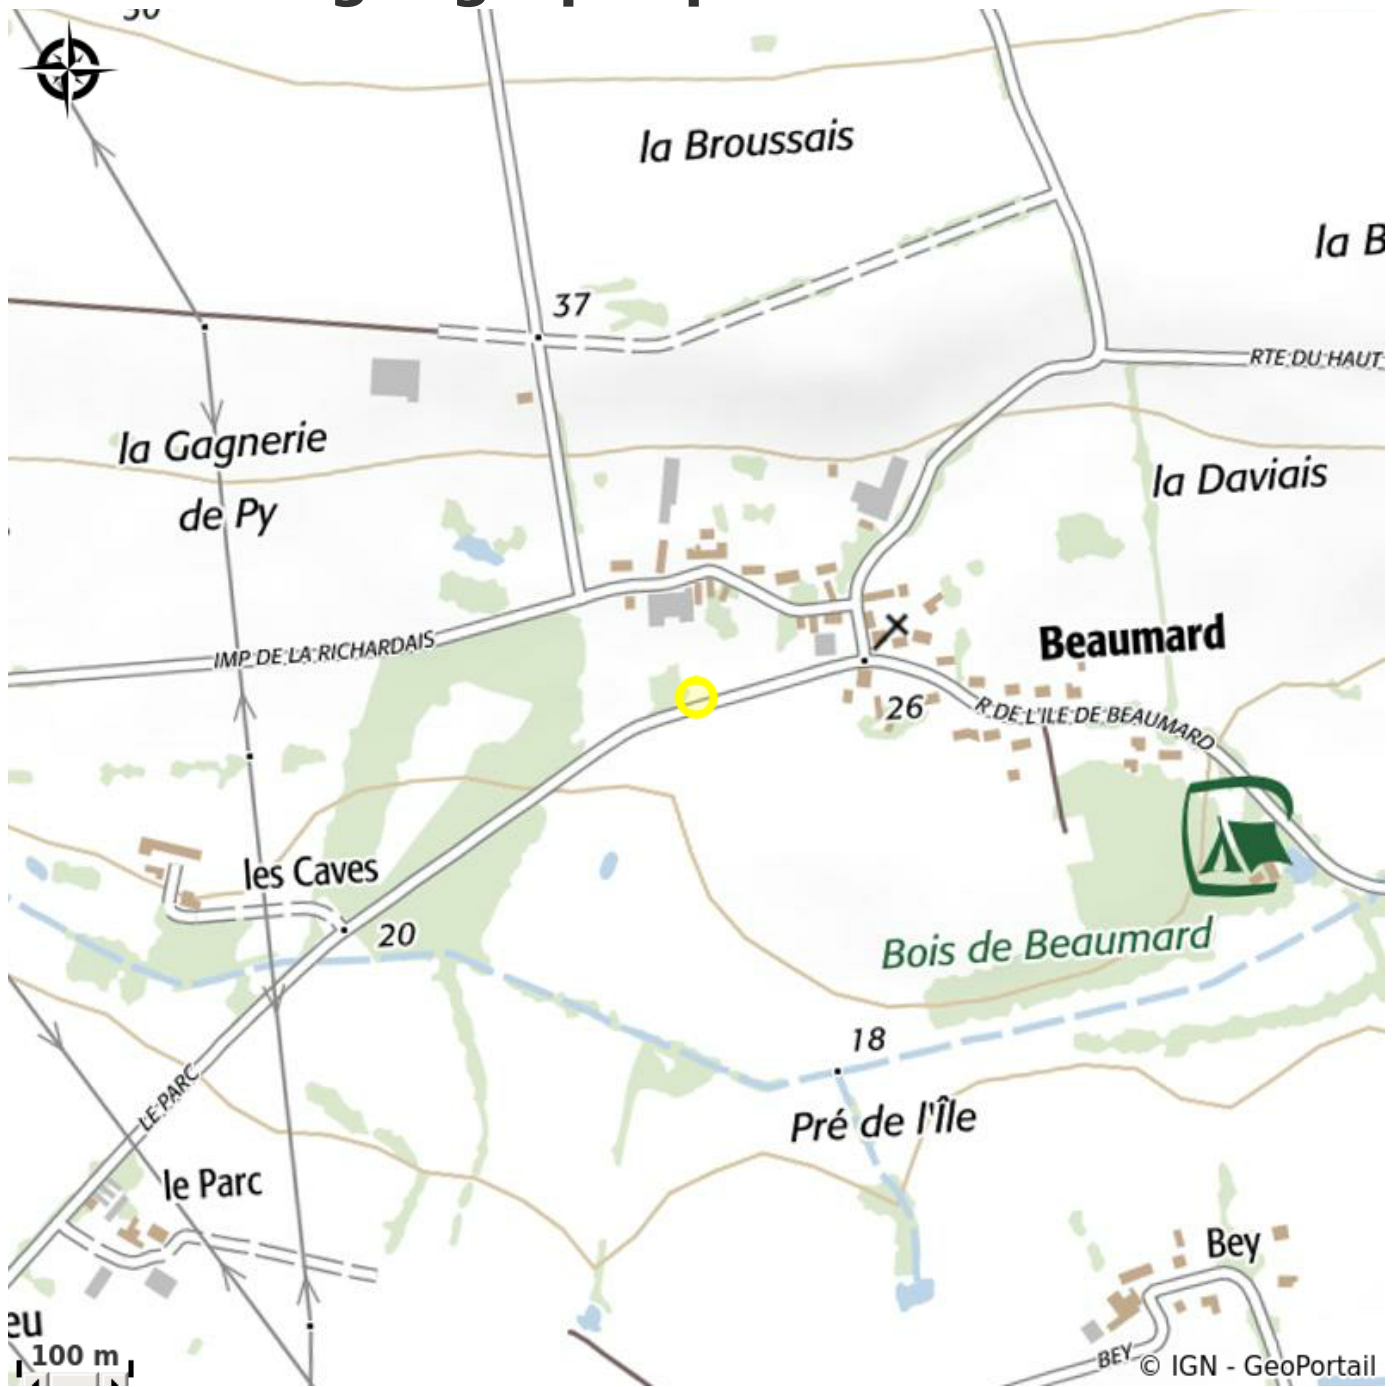 30
la Broussais
la B
37
RTE DU HAUT
la Gagnerie
de Py
la Daviais
IMP DE LA RICHARDAIS
Beaumard
26
R DE L'ILE DE BEAUMARD
les Caves
20
Bois de Beaumard
18
Pré de l'Île
LE PARC
le Parc
Bey
eu
100 m
BEY
© IGN - GeoPortail